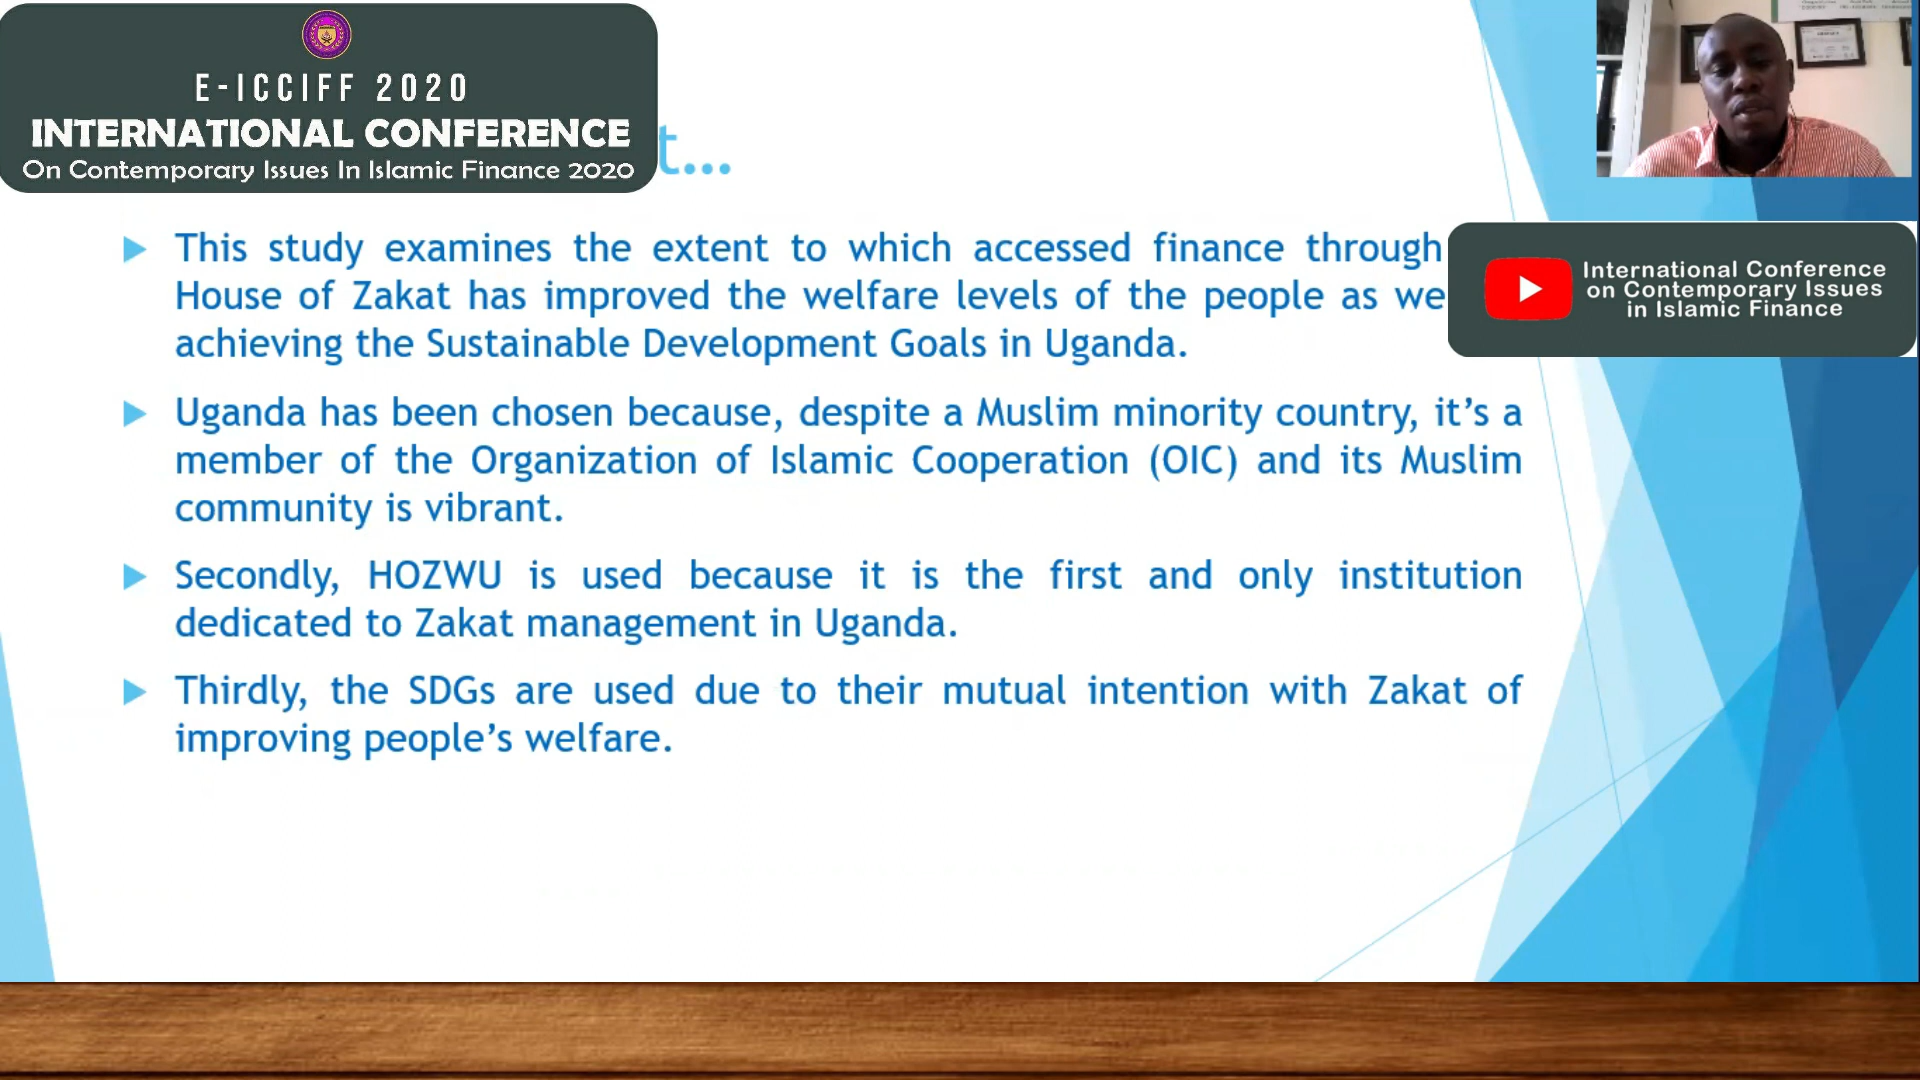 E-ICCIFF 2020
INTERNATIONAL CONFERENCE
On Contemporary Issues In Islamic Finance 2020
t...
This study examines the extent to which accessed finance through
House of Zakat has improved the welfare levels of the people as we
achieving the Sustainable Development Goals in Uganda.
International Conference
on Contemporary Issues
in Islamic Finance
Uganda has been chosen because, despite a Muslim minority country, it’s a
member of the Organization of Islamic Cooperation (OIC) and its Muslim
community is vibrant.
Secondly, HOZWU is used because it is the first and only institution
dedicated to Zakat management in Uganda.
Thirdly, the SDGs are used due to their mutual intention with Zakat of
improving people’s welfare.